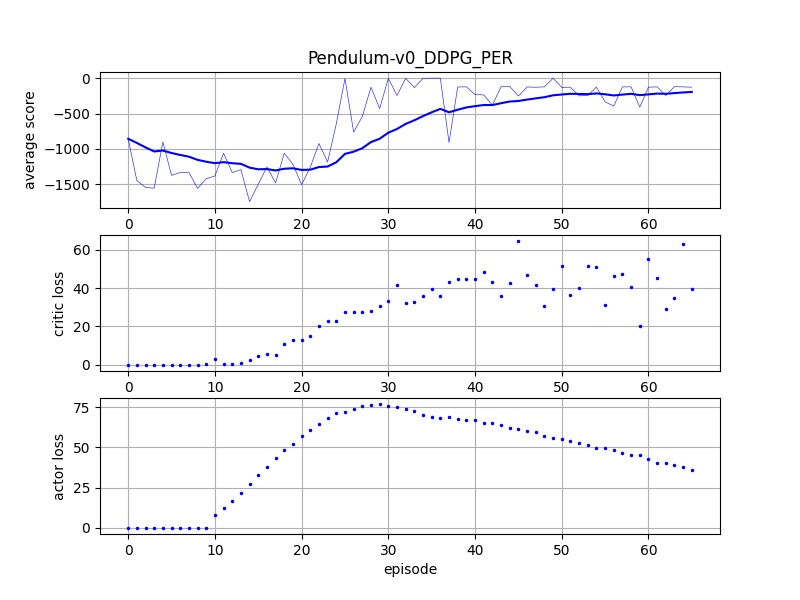 Pendulum-v0_DDPG_PER
average score
0
−500
−1000
−1500
0 10 20 30 40 50 60
critic loss
60
40
20
0
0 10 20 30 40 50 60
actor loss
75
50
25
0
0 10 20 30 40 50 60
episode